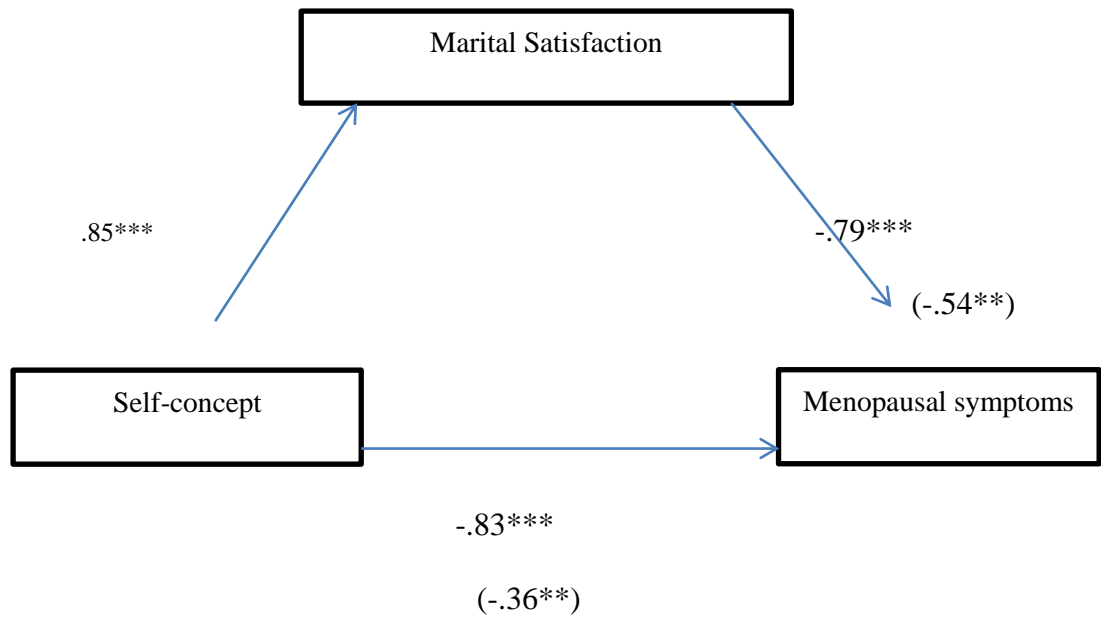 Marital Satisfaction
.85***
-.79***
(-.54**)
Self-concept
Menopausal symptoms
-.83***
(-.36**)